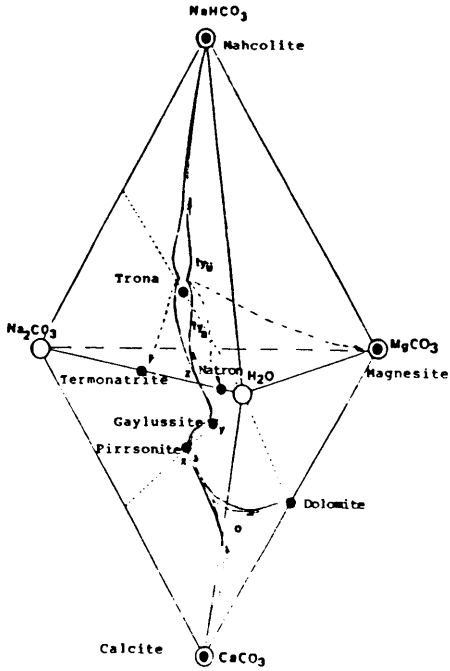 NaHCO3
Nahcolite
Trona
Na2CO3
MgCO3
Magnesite
Termonatrite
Natron
H2O
Gaylussite
y
Pirrsonite
x
z
Dolomite
o
Calcite
CaCO3